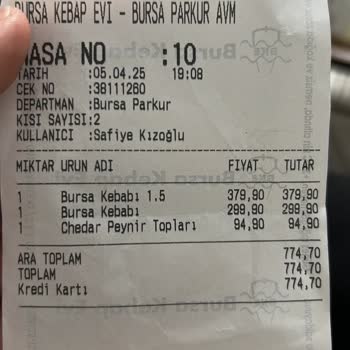 BURSA KEBAP EVİ - BURSA PARKUR AVM
MASA NO :10
TARİH :05.04.25 19:08
CEK NO :38111260
DEPARTMAN :Bursa Parkur
KISI SAYISI:2
KULLANICI :Safiye Kızoğlu
MIKTAR URUN ADI FİYAT TUTAR
1 Bursa Kebabı 1.5 379,90 379,90
1 Bursa Kebabı 299,90 299,90
1 Chedar Peynir Topları 94,90 94,90
ARA TOPLAM 774,70
TOPLAM 774,70
Kredi Kartı 774,70